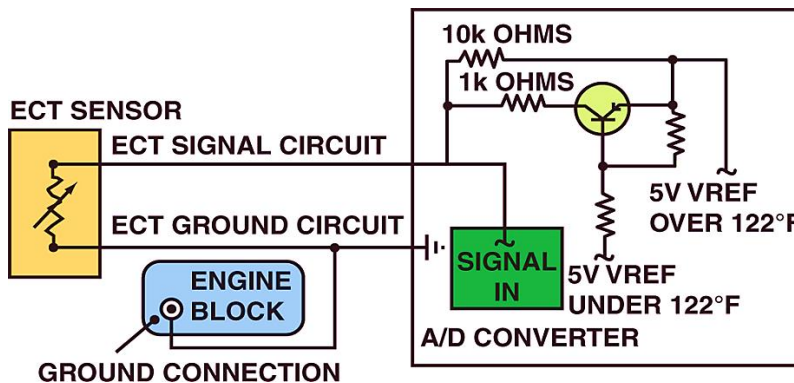 10k OHMS
1k OHMS
ECT SENSOR
ECT SIGNAL CIRCUIT
5V VREF
OVER 122°F
ECT GROUND CIRCUIT
ENGINE
BLOCK
SIGNAL
IN
5V VREF
UNDER 122°F
A/D CONVERTER
GROUND CONNECTION